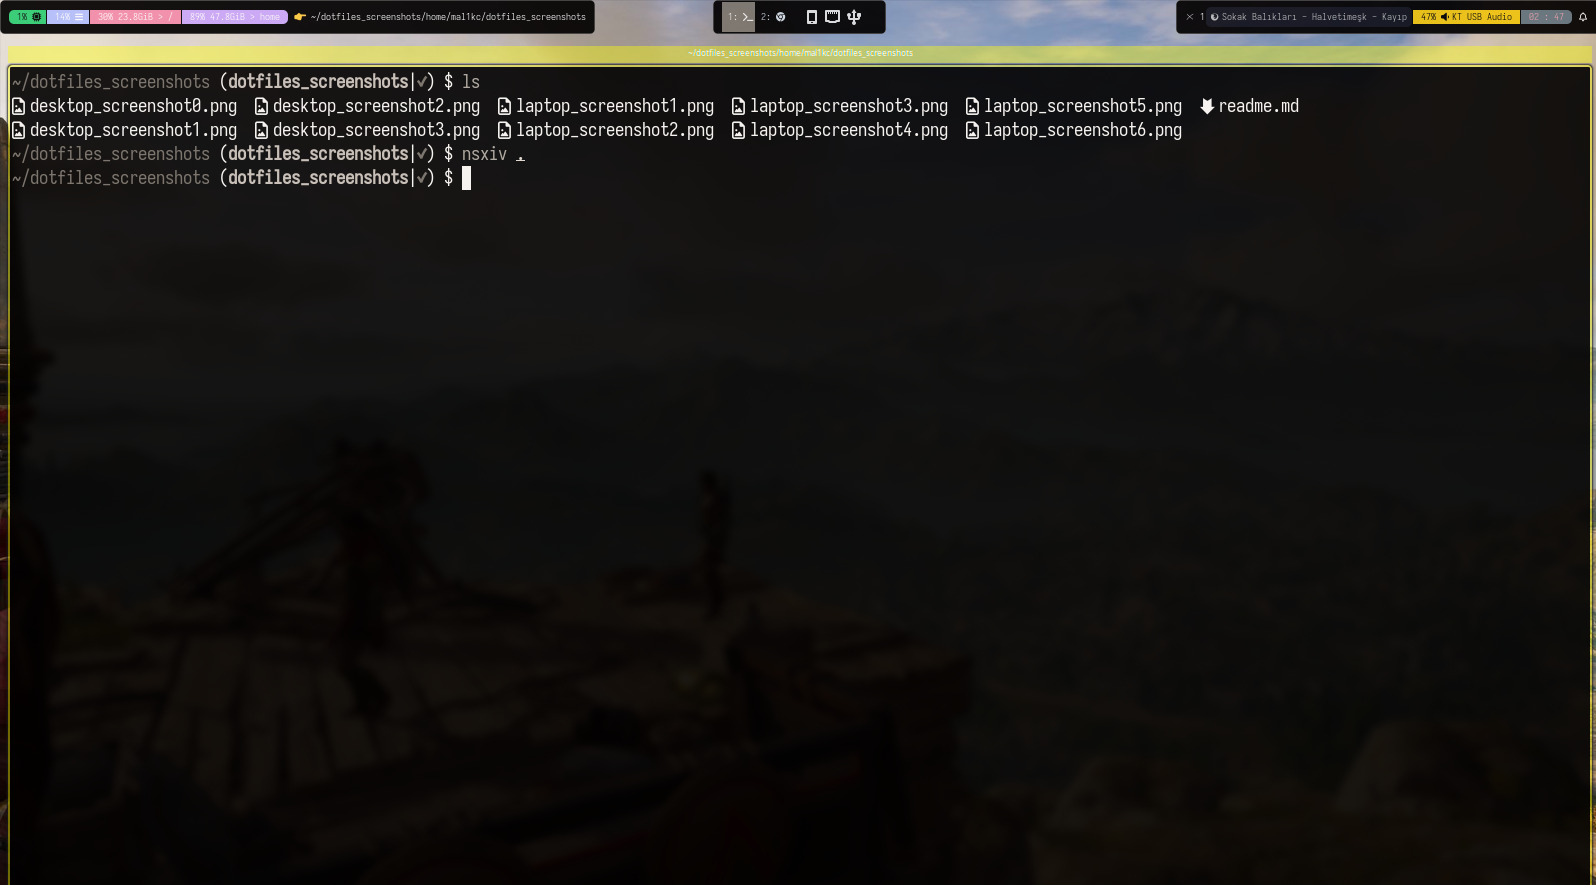 1% 14% 30% 23.8GiB > / 89% 47.8GiB > home ~/dotfiles_screenshots/home/mal1kc/dotfiles_screenshots 1: 2: × 1 Sokak Balıkları - Halvetimeşk - Kayıp 47% KT USB Audio 02 : 47
~/dotfiles_screenshots/home/mal1kc/dotfiles_screenshots
~/dotfiles_screenshots (dotfiles_screenshots|✓) $ ls
desktop_screenshot0.png desktop_screenshot2.png laptop_screenshot1.png laptop_screenshot3.png laptop_screenshot5.png readme.md
desktop_screenshot1.png desktop_screenshot3.png laptop_screenshot2.png laptop_screenshot4.png laptop_screenshot6.png
~/dotfiles_screenshots (dotfiles_screenshots|✓) $ nsxiv .
~/dotfiles_screenshots (dotfiles_screenshots|✓) $